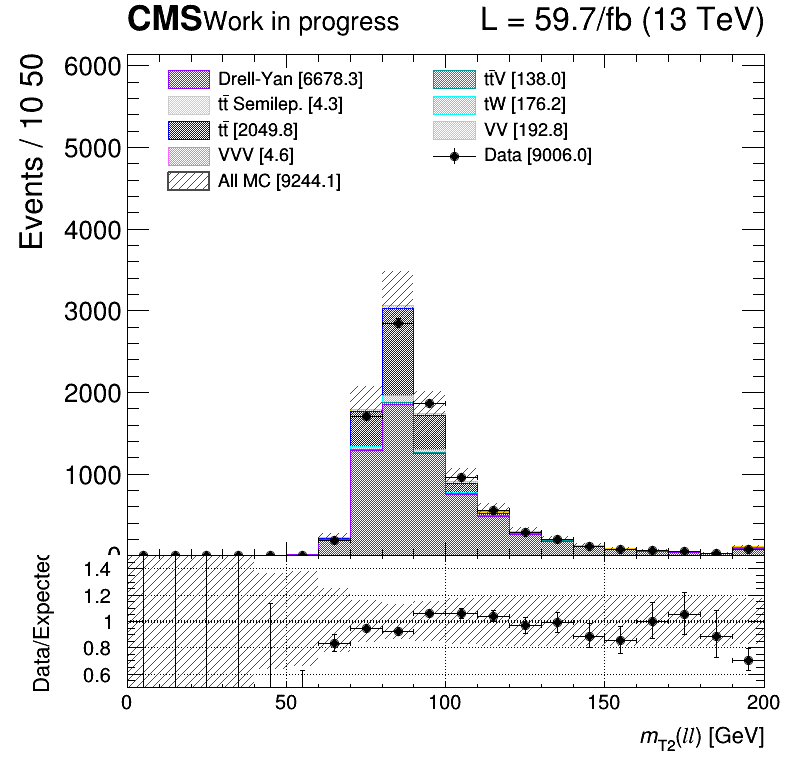 CMS Work in progress L = 59.7/fb (13 TeV)
Events / 10 50
6000
5000
4000
3000
2000
1000
0
Drell-Yan [6678.3]
tt̄ Semilep. [4.3]
tt̄ [2049.8]
VVV [4.6]
All MC [9244.1]
tt̄V [138.0]
tW [176.2]
VV [192.8]
Data [9006.0]
Data/Expected
1.4
1.2
1
0.8
0.6
0 50 100 150 200
mT2(ll) [GeV]